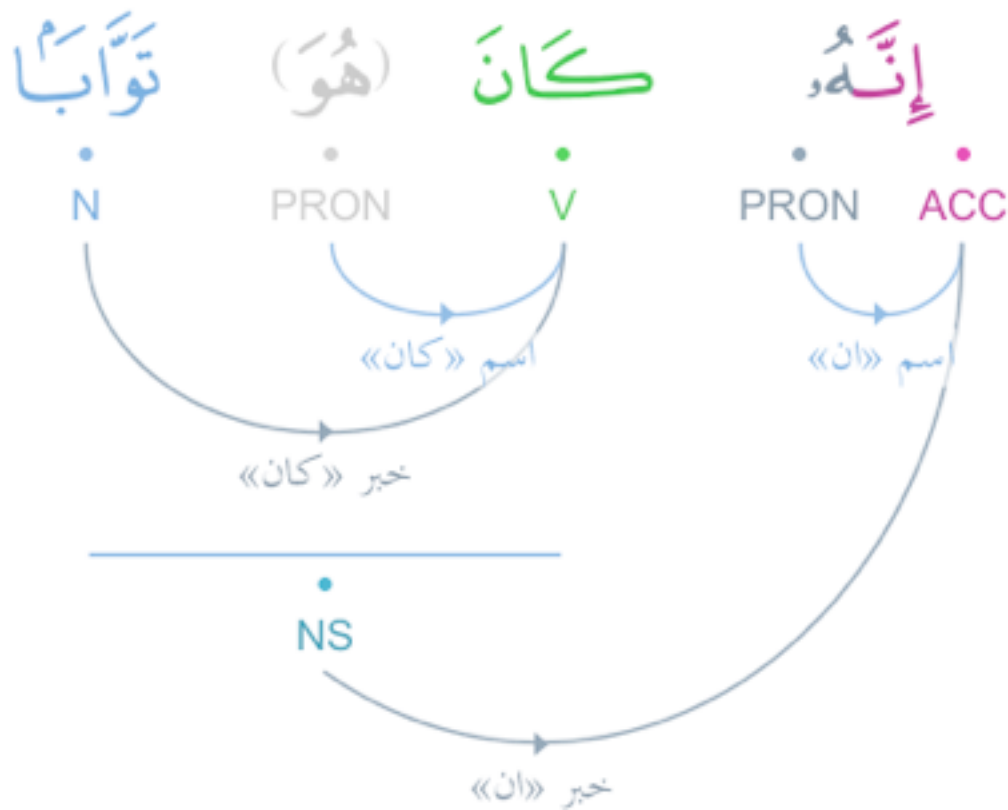 إِنَّهُۥ كَانَ (هُوَ) تَوَّابَۢا
ACC PRON V PRON N
اسم «ان» اسم «كان»
خبر «كان»
NS
خبر «ان»